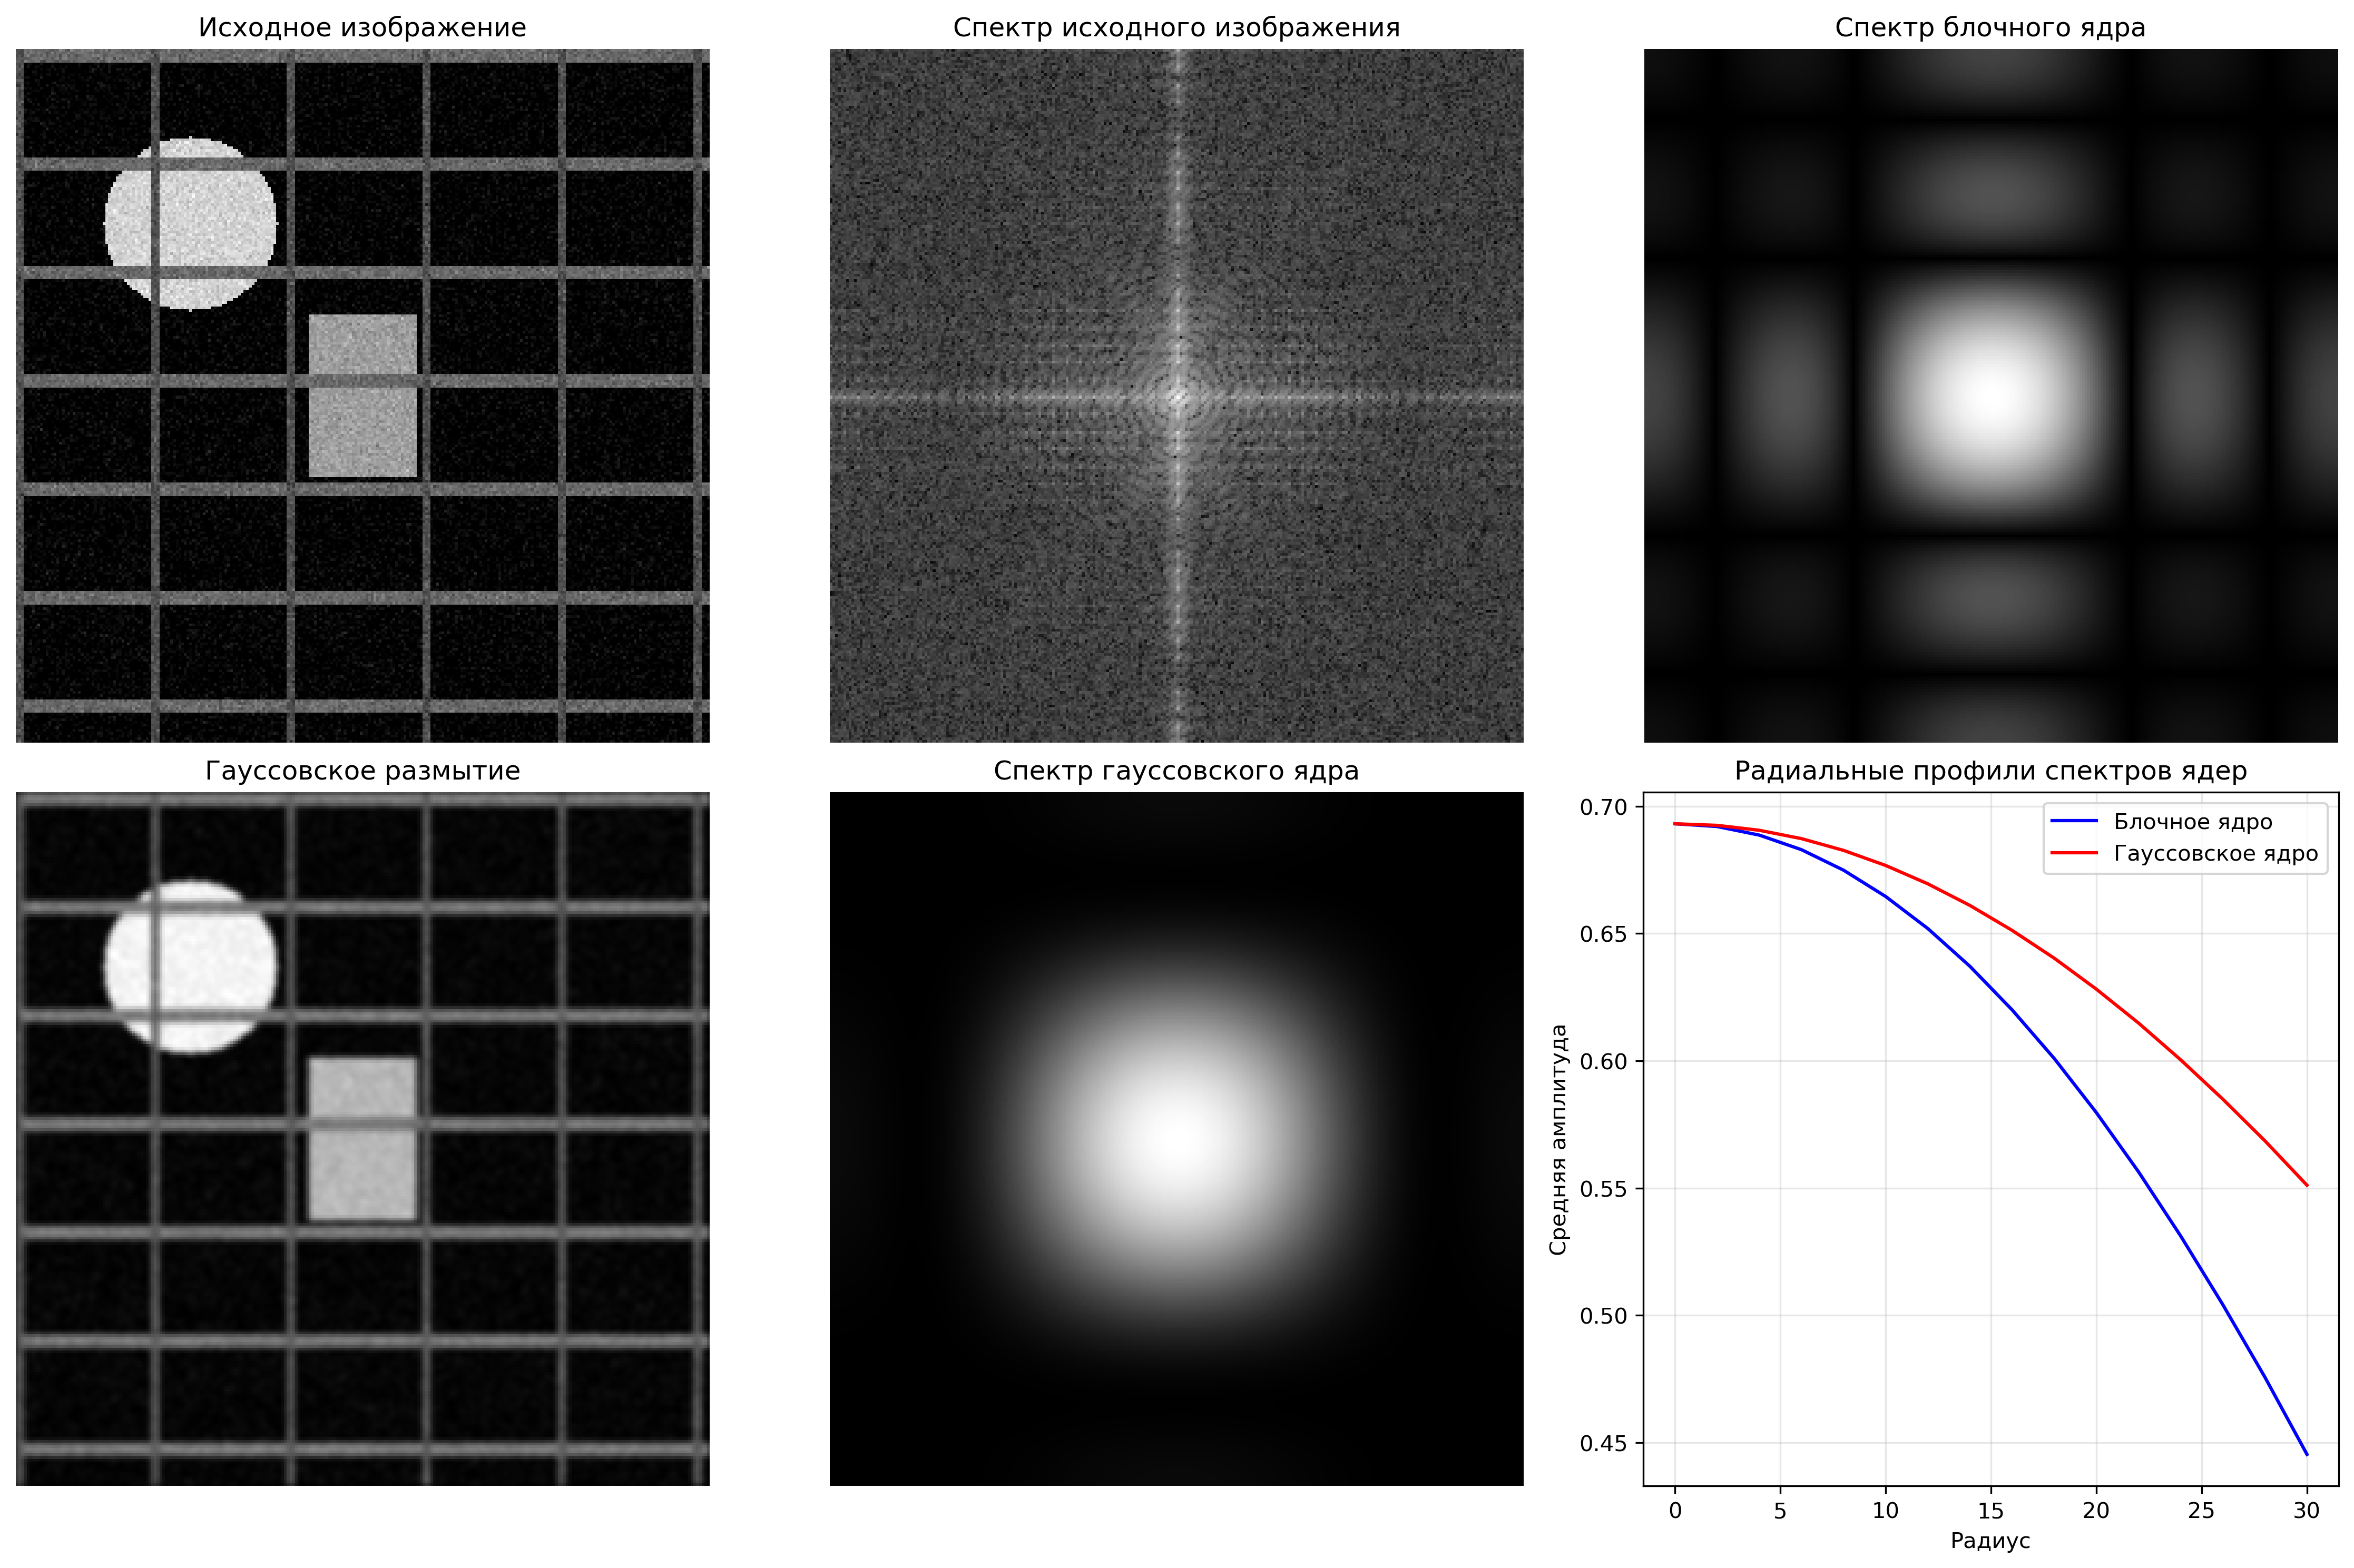 Исходное изображение
Спектр исходного изображения
Спектр блочного ядра
Гауссовское размытие
Спектр гауссовского ядра
Радиальные профили спектров ядер
Блочное ядро
Гауссовское ядро
Средняя амплитуда
0.70
0.65
0.60
0.55
0.50
0.45
0 5 10 15 20 25 30
Радиус